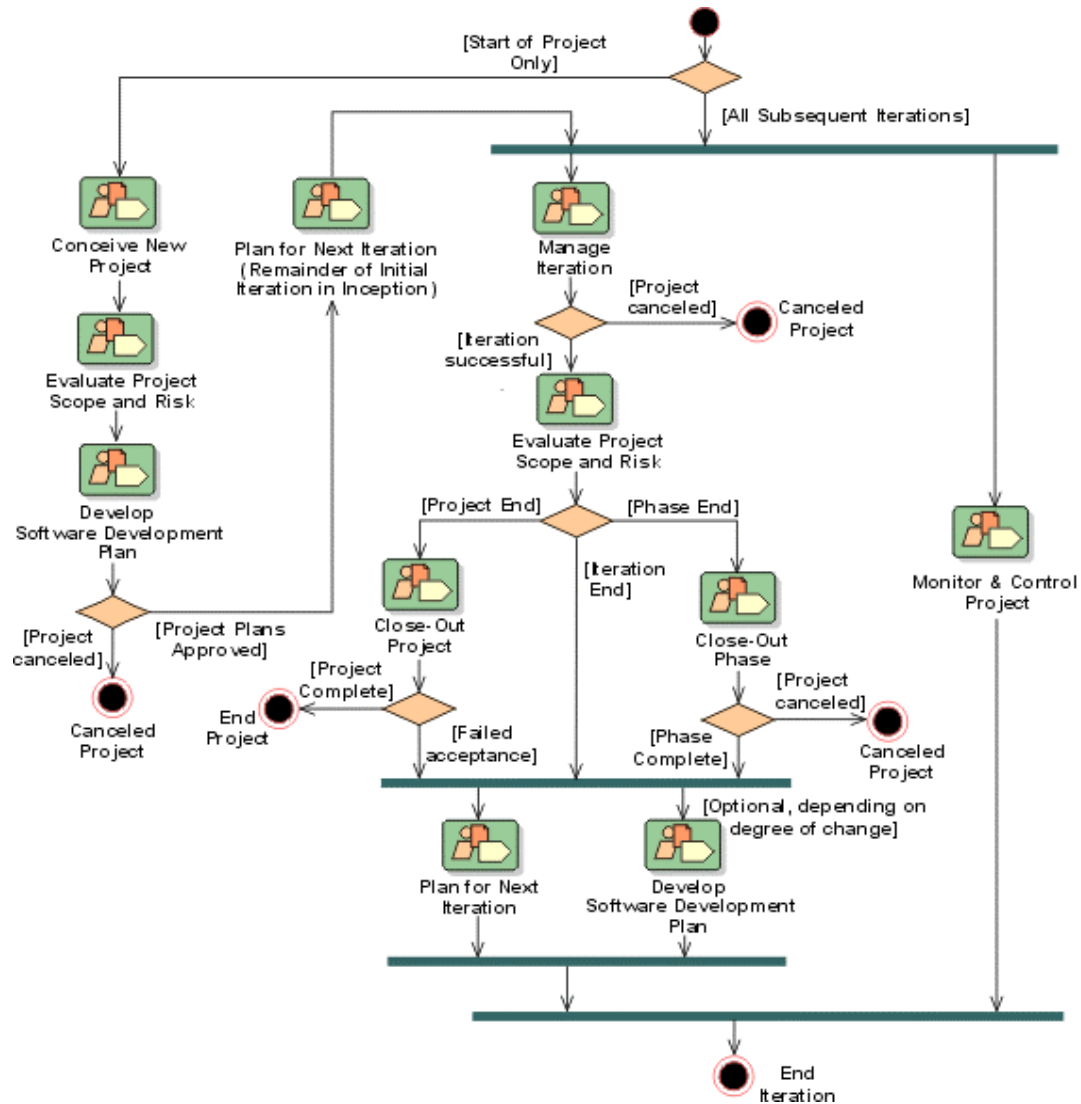 [Start of Project
Only]
[All Subsequent Iterations]
Conceive New
Project
Plan for Next Iteration
(Remainder of Initial
Iteration in Inception)
Manage
Iteration
[Project
canceled]
Canceled
Project
[Iteration
successful]
Evaluate Project
Scope and Risk
Evaluate Project
Scope and Risk
Develop
Software Development
Plan
[Project End]
[Phase End]
[Iteration
End]
Monitor & Control
Project
[Project
canceled]
[Project Plans
Approved]
Canceled
Project
Close-Out
Project
Close-Out
Phase
[Project
Complete]
End
Project
[Failed
acceptance]
[Project
canceled]
[Phase
Complete]
Canceled
Project
[Optional, depending on
degree of change]
Plan for Next
Iteration
Develop
Software Development
Plan
End
Iteration